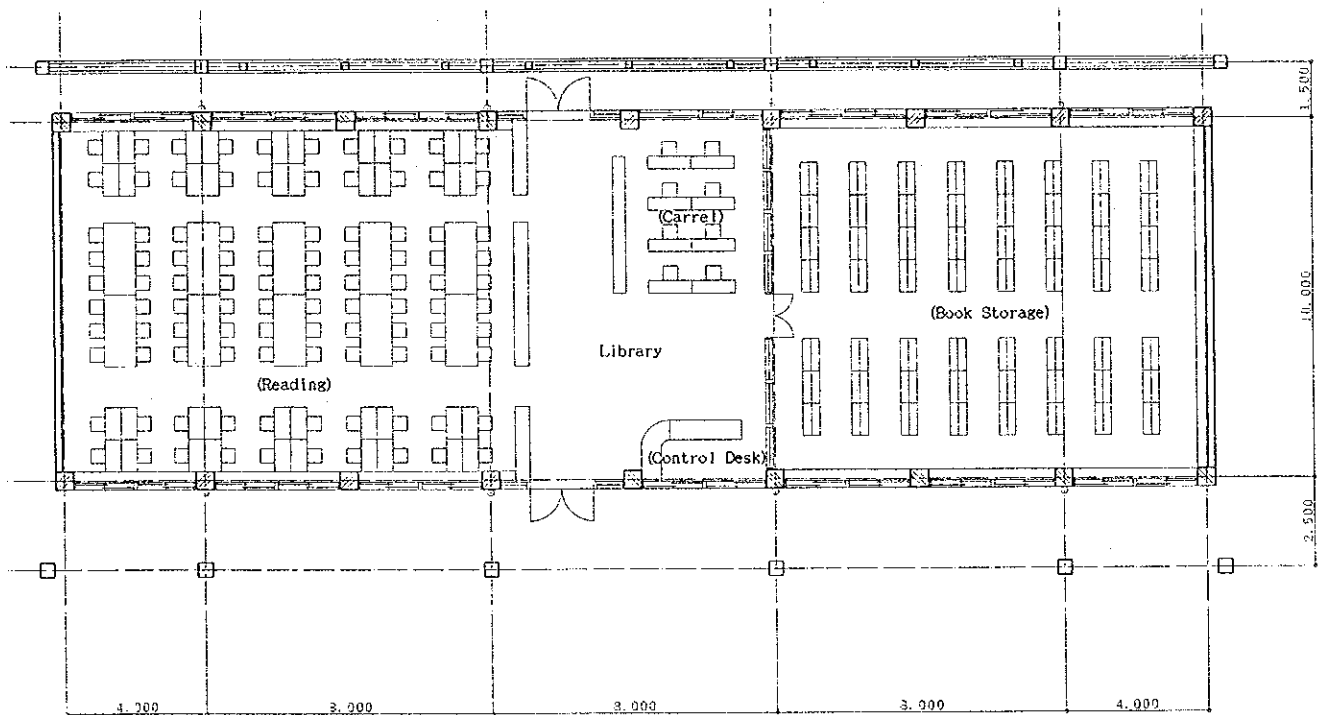 1.500
(Carrel)
10.000
(Book Storage)
Library
(Reading)
(Control Desk)
2.500
4.000
8.000
8.000
8.000
4.000